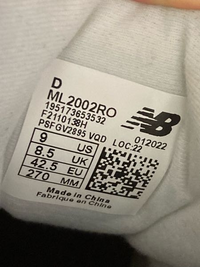 D
ML2002RO
195173653532
F2110138H
PSFGV2895 VQD LOC:22
012022
NB
9 US
8.5 UK
42.5 EU
270 MM
Made in China
Fabriqué en Chine